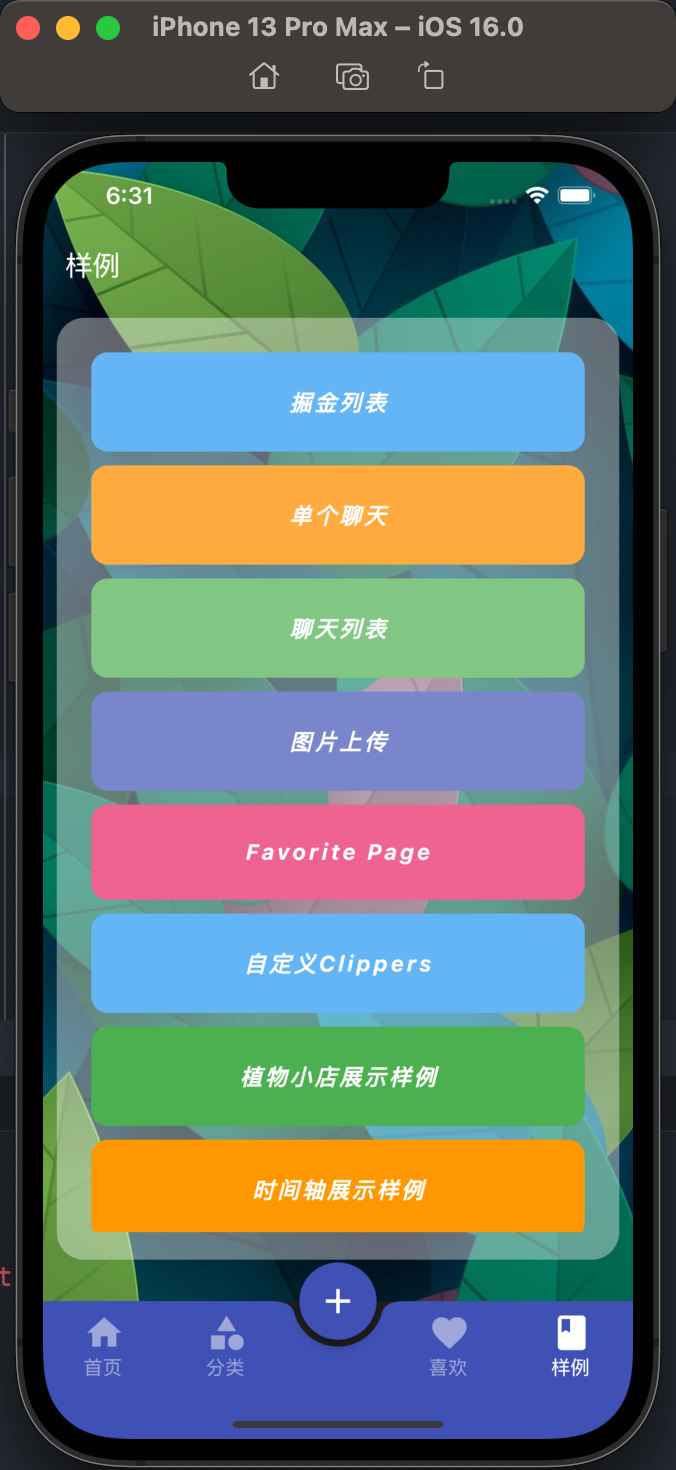 iPhone 13 Pro Max – iOS 16.0
6:31
样例
掘金列表
单个聊天
聊天列表
图片上传
Favorite Page
自定义Clippers
植物小店展示样例
时间轴展示样例
t
首页
分类
喜欢
样例